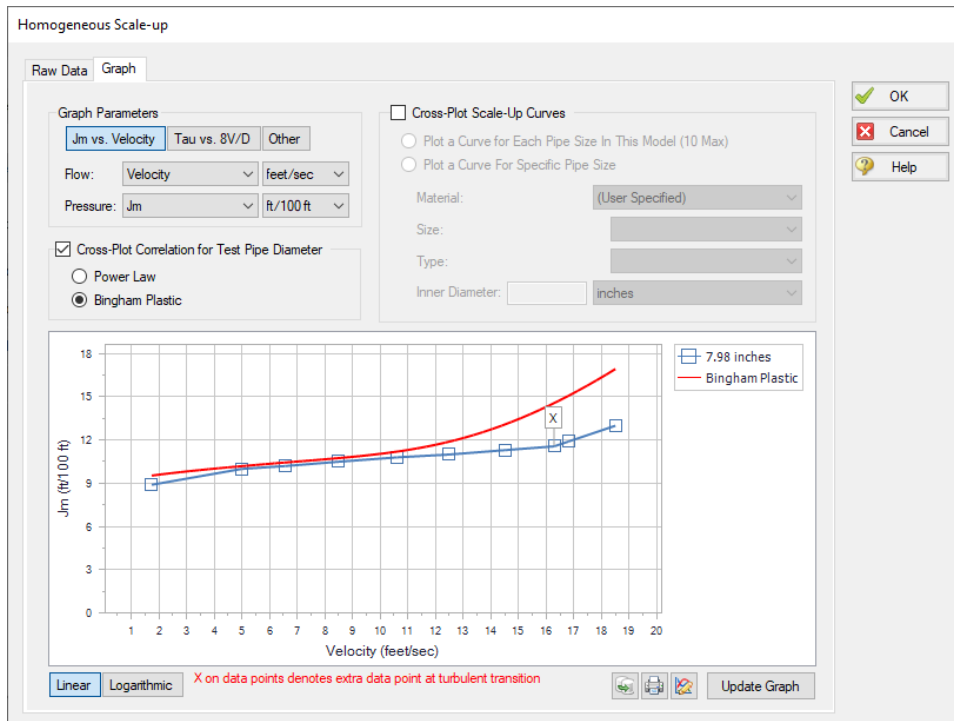 Homogeneous Scale-up
Raw Data
Graph
OK
Cancel
Help
Graph Parameters
Jm vs. Velocity
Tau vs. 8V/D
Other
Flow:
Velocity
feet/sec
Pressure:
Jm
ft/100 ft
Cross-Plot Correlation for Test Pipe Diameter
Power Law
Bingham Plastic
Cross-Plot Scale-Up Curves
Plot a Curve for Each Pipe Size In This Model (10 Max)
Plot a Curve For Specific Pipe Size
Material:
(User Specified)
Size:
Type:
Inner Diameter:
inches
18
15
12
9
6
3
0
Jm (ft/100 ft)
X
1 2 3 4 5 6 7 8 9 10 11 12 13 14 15 16 17 18 19 20
Velocity (feet/sec)
7.98 inches
Bingham Plastic
Linear
Logarithmic
X on data points denotes extra data point at turbulent transition
Update Graph